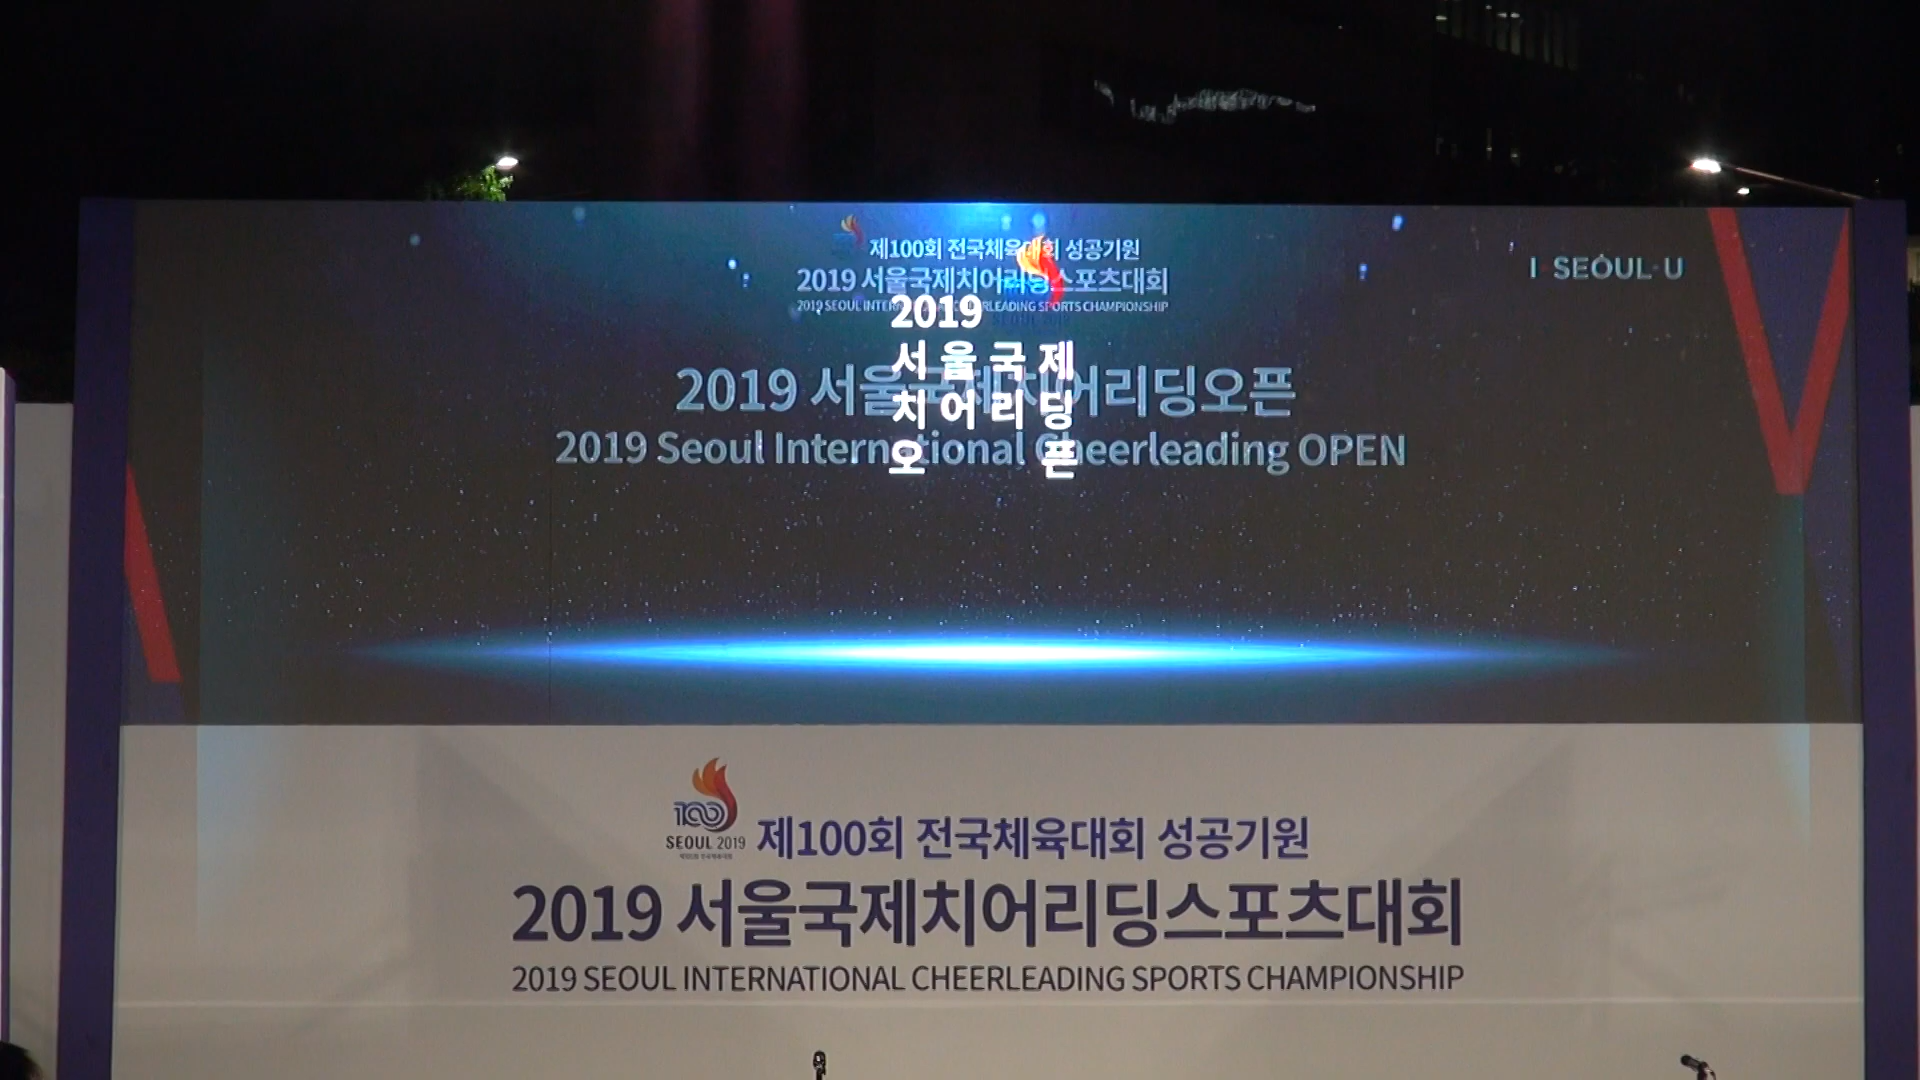 제100회 전국체육대회 성공기원
2019 서울국제치어리딩스포츠대회
2019 SEOUL INTERNATIONAL CHEERLEADING SPORTS CHAMPIONSHIP
I·SEOUL·U
2019
서울국제
치어리딩
오픈
2019 서울국제치어리딩오픈
2019 Seoul International Cheerleading OPEN
100
SEOUL 2019
제100회 전국체육대회 성공기원
2019 서울국제치어리딩스포츠대회
2019 SEOUL INTERNATIONAL CHEERLEADING SPORTS CHAMPIONSHIP